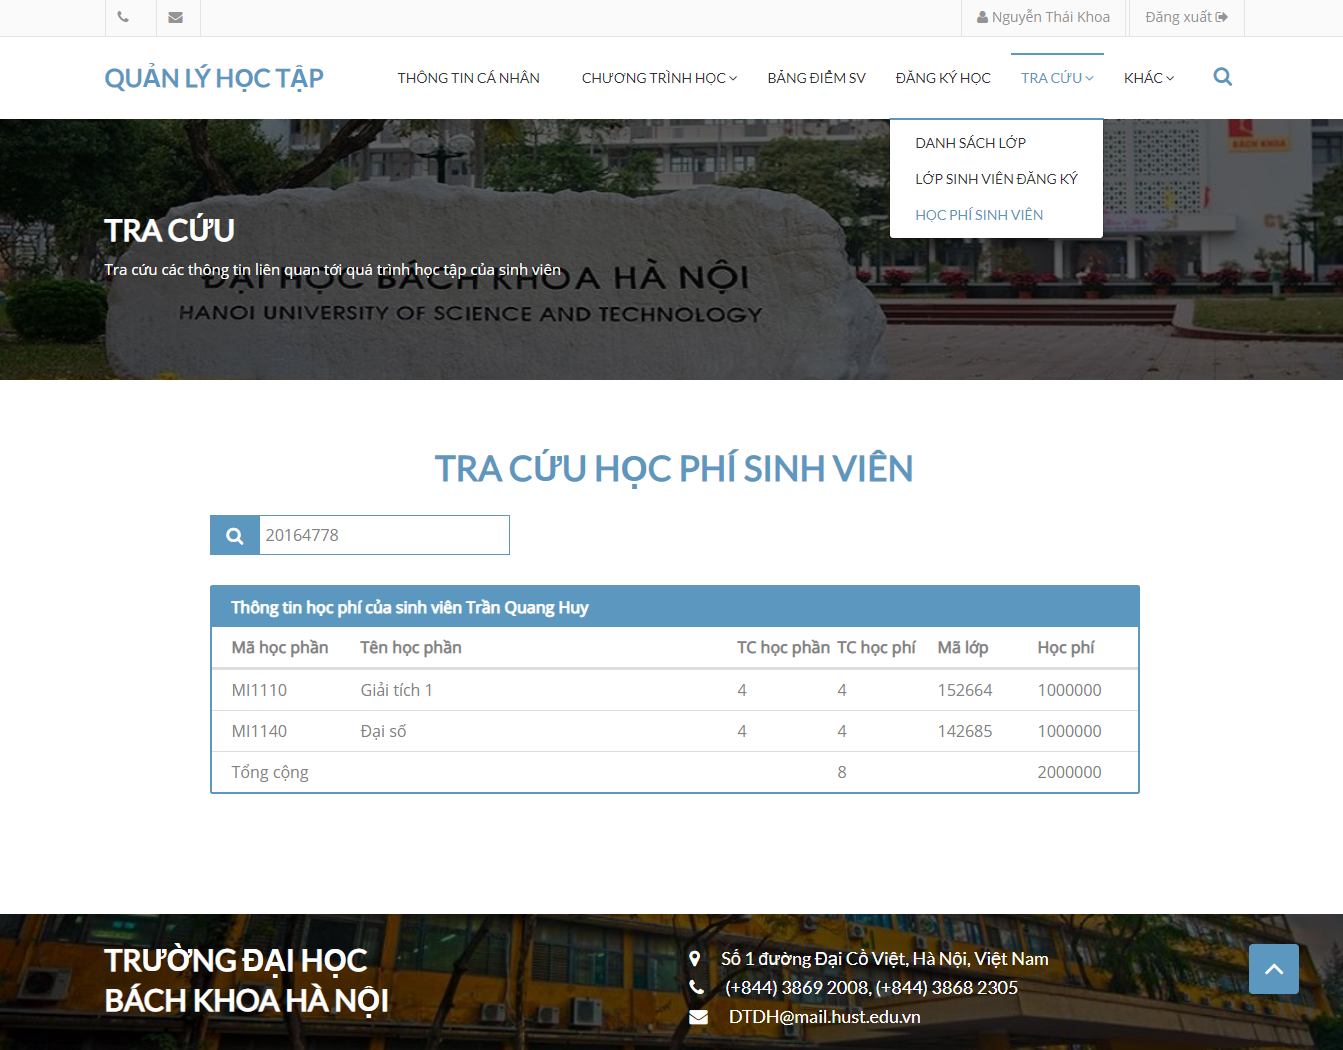 Nguyễn Thái Khoa
Đăng xuất
QUẢN LÝ HỌC TẬP
THÔNG TIN CÁ NHÂN
CHƯƠNG TRÌNH HỌC
BẢNG ĐIỂM SV
ĐĂNG KÝ HỌC
TRA CỨU
KHÁC
DANH SÁCH LỚP
LỚP SINH VIÊN ĐĂNG KÝ
HỌC PHÍ SINH VIÊN
BÁCH KHOA
C1
TRA CỨU
Tra cứu các thông tin liên quan tới quá trình học tập của sinh viên
ĐẠI HỌC BÁCH KHOA HÀ NỘI
HANOI UNIVERSITY OF SCIENCE AND TECHNOLOGY
TRA CỨU HỌC PHÍ SINH VIÊN
20164778
Thông tin học phí của sinh viên Trần Quang Huy
Mã học phần Tên học phần TC học phần TC học phí Mã lớp Học phí
MI1110 Giải tích 1 4 4 152664 1000000
MI1140 Đại số 4 4 142685 1000000
Tổng cộng 8 2000000
TRƯỜNG ĐẠI HỌC
BÁCH KHOA HÀ NỘI
Số 1 đường Đại Cồ Việt, Hà Nội, Việt Nam
(+844) 3869 2008, (+844) 3868 2305
DTDH@mail.hust.edu.vn